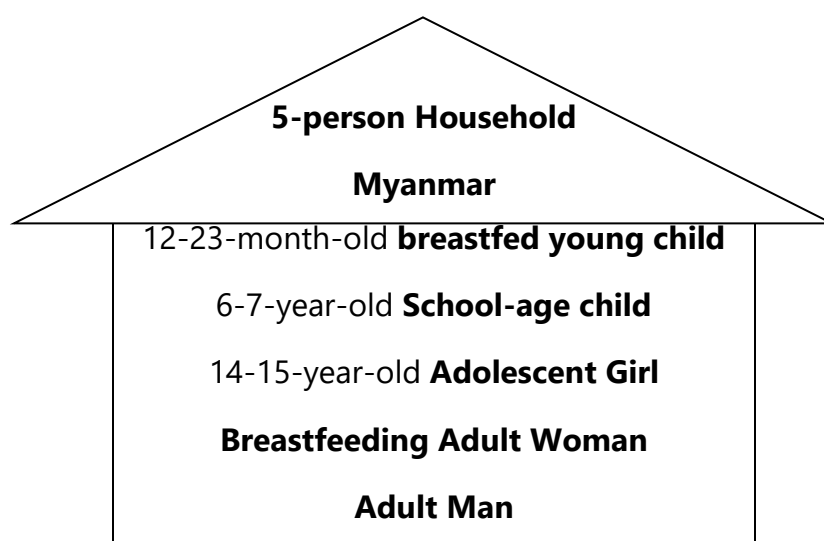 5-person Household
Myanmar
12-23-month-old breastfed young child
6-7-year-old School-age child
14-15-year-old Adolescent Girl
Breastfeeding Adult Woman
Adult Man